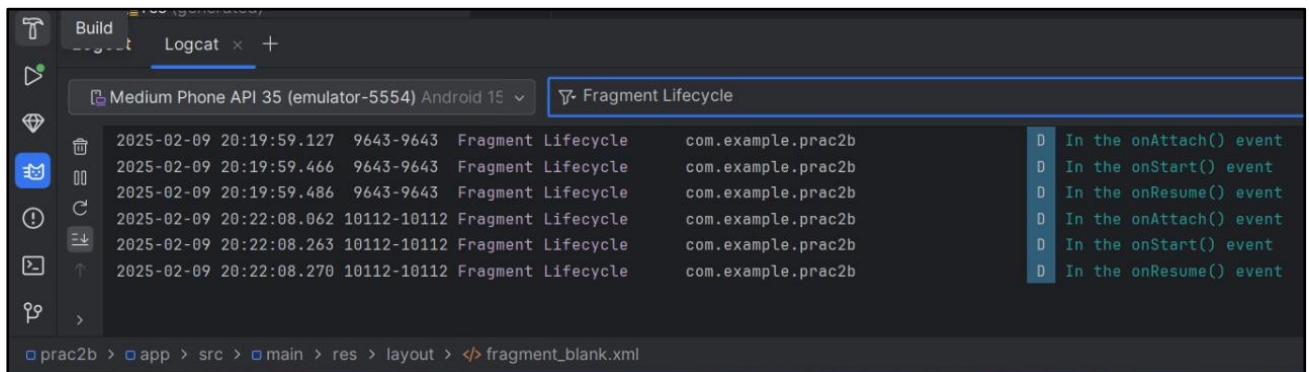 res (generated)
Build
Logcat Logcat × +
Medium Phone API 35 (emulator-5554) Android 15 Fragment Lifecycle
2025-02-09 20:19:59.127 9643-9643 Fragment Lifecycle com.example.prac2b D In the onAttach() event
2025-02-09 20:19:59.466 9643-9643 Fragment Lifecycle com.example.prac2b D In the onStart() event
2025-02-09 20:19:59.486 9643-9643 Fragment Lifecycle com.example.prac2b D In the onResume() event
2025-02-09 20:22:08.062 10112-10112 Fragment Lifecycle com.example.prac2b D In the onAttach() event
2025-02-09 20:22:08.263 10112-10112 Fragment Lifecycle com.example.prac2b D In the onStart() event
2025-02-09 20:22:08.270 10112-10112 Fragment Lifecycle com.example.prac2b D In the onResume() event
prac2b > app > src > main > res > layout > fragment_blank.xml